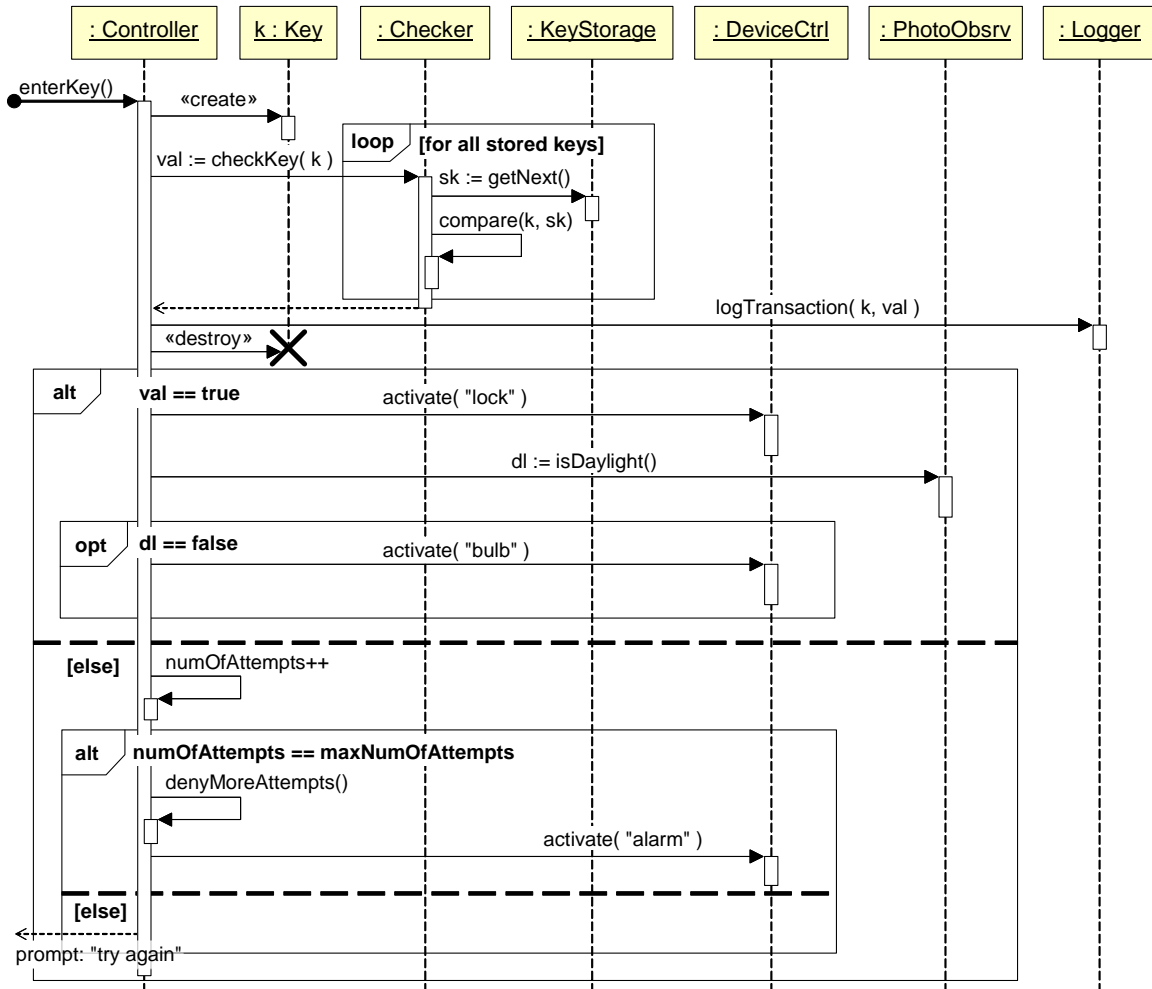 : Controller
k : Key
: Checker
: KeyStorage
: DeviceCtrl
: PhotoObsrv
: Logger
enterKey()
«create»
loop
[for all stored keys]
val := checkKey( k )
sk := getNext()
compare(k, sk)
logTransaction( k, val )
«destroy»
alt
val == true
activate( "lock" )
dl := isDaylight()
opt
dl == false
activate( "bulb" )
[else]
numOfAttempts++
alt
numOfAttempts == maxNumOfAttempts
denyMoreAttempts()
activate( "alarm" )
[else]
prompt: "try again"